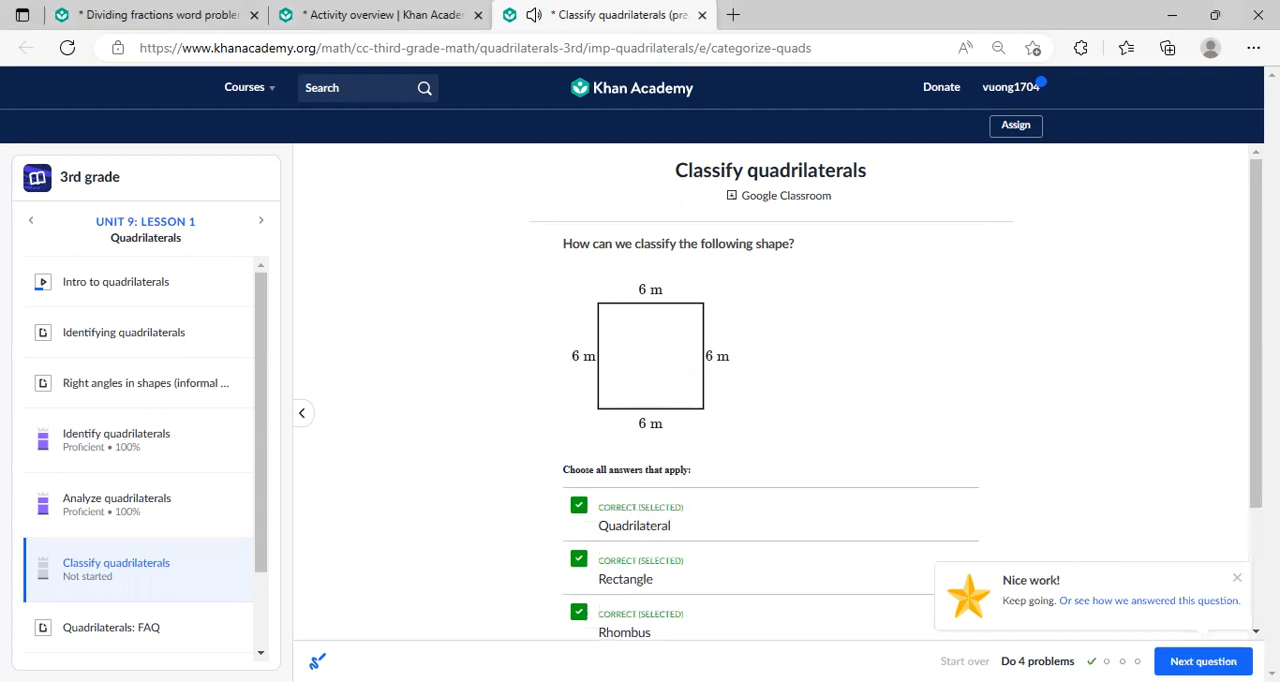 * Dividing fractions word proble
* Activity overview | Khan Acade
* Classify quadrilaterals (pra
https://www.khanacademy.org/math/cc-third-grade-math/quadrilaterals-3rd/imp-quadrilaterals/e/categorize-quads
Courses
Search
Khan Academy
Donate
vuong1704
Assign
3rd grade
UNIT 9: LESSON 1
Quadrilaterals
Intro to quadrilaterals
Identifying quadrilaterals
Right angles in shapes (informal ...
Identify quadrilaterals
Proficient • 100%
Analyze quadrilaterals
Proficient • 100%
Classify quadrilaterals
Not started
Quadrilaterals: FAQ
Classify quadrilaterals
Google Classroom
How can we classify the following shape?
6 m
6 m
6 m
6 m
Choose all answers that apply:
CORRECT (SELECTED)
Quadrilateral
CORRECT (SELECTED)
Rectangle
CORRECT (SELECTED)
Rhombus
Nice work!
Keep going. Or see how we answered this question.
Start over
Do 4 problems
Next question